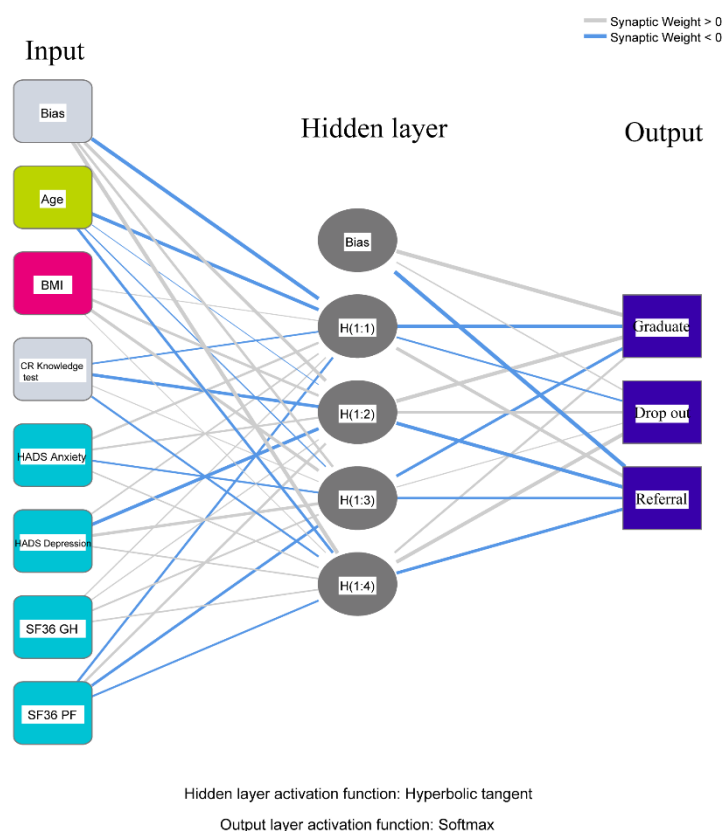 Synaptic Weight > 0
Synaptic Weight < 0
Input
Hidden layer
Output
Bias
Age
BMI
CR Knowledge
test
HADS Anxiety
HADS Depression
SF36 GH
SF36 PF
Bias
H(1:1)
H(1:2)
H(1:3)
H(1:4)
Graduate
Drop out
Referral
Hidden layer activation function: Hyperbolic tangent
Output layer activation function: Softmax